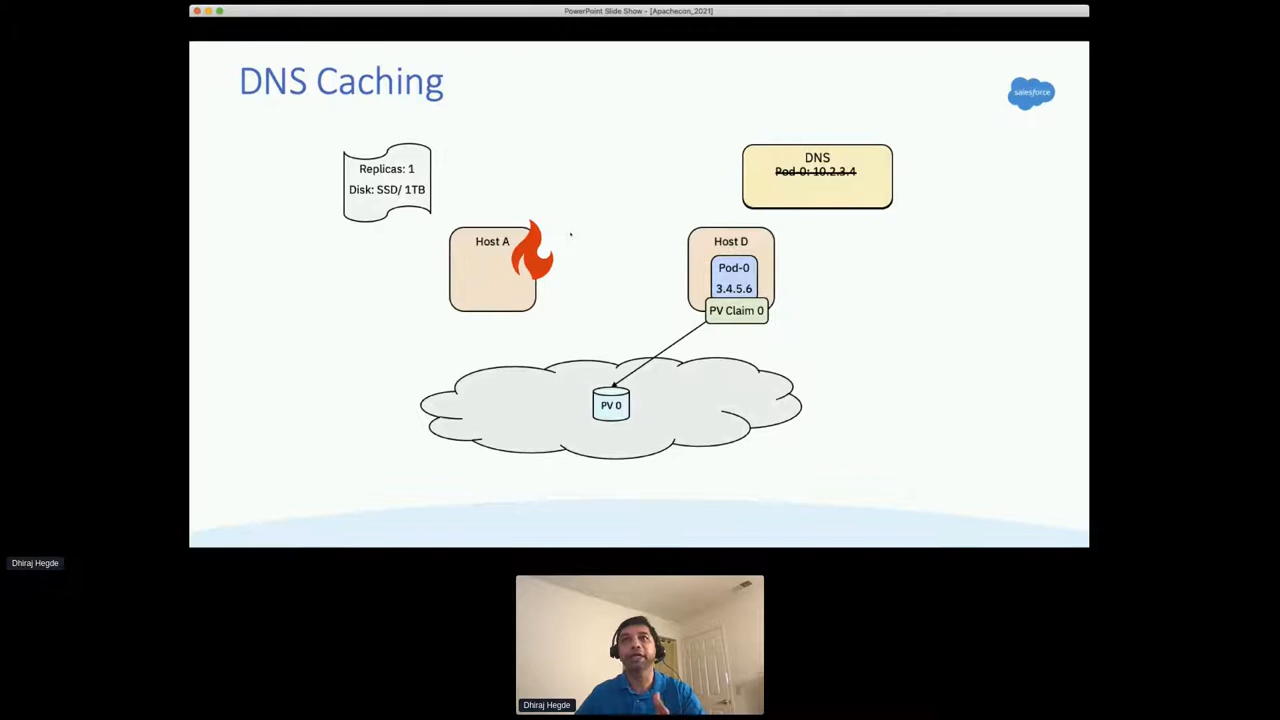 PowerPoint Slide Show - [Apachecon_2021]
DNS Caching
salesforce
Replicas: 1
Disk: SSD/ 1TB
DNS
Pod-0: 10.2.3.4
Host A
Host D
Pod-0
3.4.5.6
PV Claim 0
PV 0
Dhiraj Hegde
Dhiraj Hegde